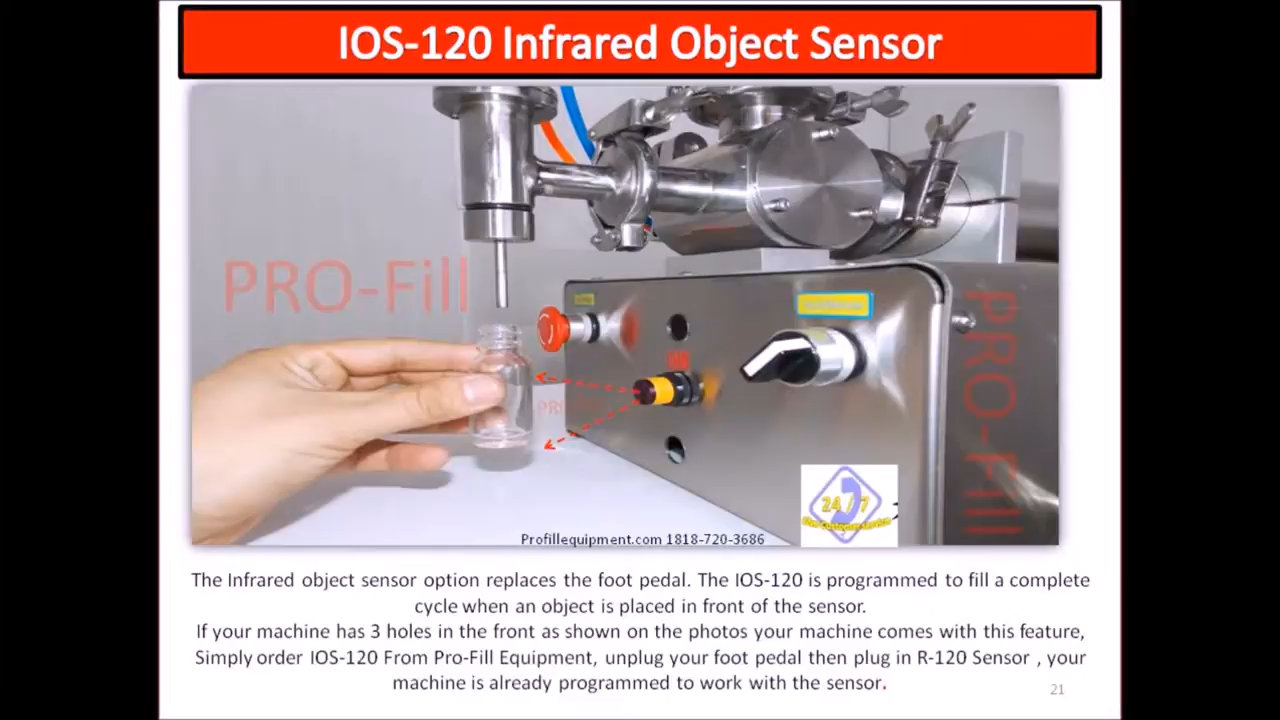 IOS-120 Infrared Object Sensor
PRO-Fill
PRO-Fill
24/7
Profillequipment.com 1818-720-3686
The Infrared object sensor option replaces the foot pedal. The IOS-120 is programmed to fill a complete
cycle when an object is placed in front of the sensor.
If your machine has 3 holes in the front as shown on the photos your machine comes with this feature,
Simply order IOS-120 From Pro-Fill Equipment, unplug your foot pedal then plug in R-120 Sensor , your
machine is already programmed to work with the sensor.
21